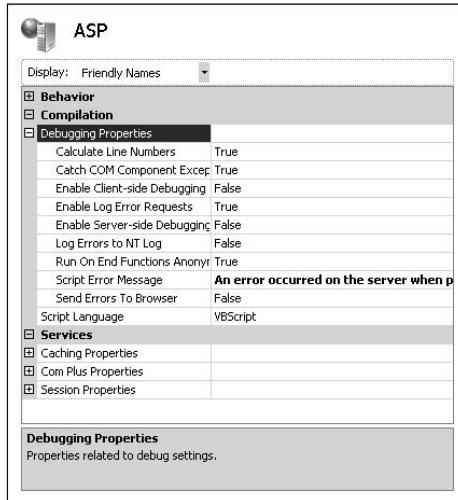 ASP
Display: Friendly Names
Behavior
Compilation
Debugging Properties
Calculate Line Numbers True
Catch COM Component Excep True
Enable Client-side Debugging False
Enable Log Error Requests True
Enable Server-side Debugging False
Log Errors to NT Log False
Run On End Functions Anonyr True
Script Error Message An error occurred on the server when p
Send Errors To Browser False
Script Language VBScript
Services
Caching Properties
Com Plus Properties
Session Properties
Debugging Properties
Properties related to debug settings.